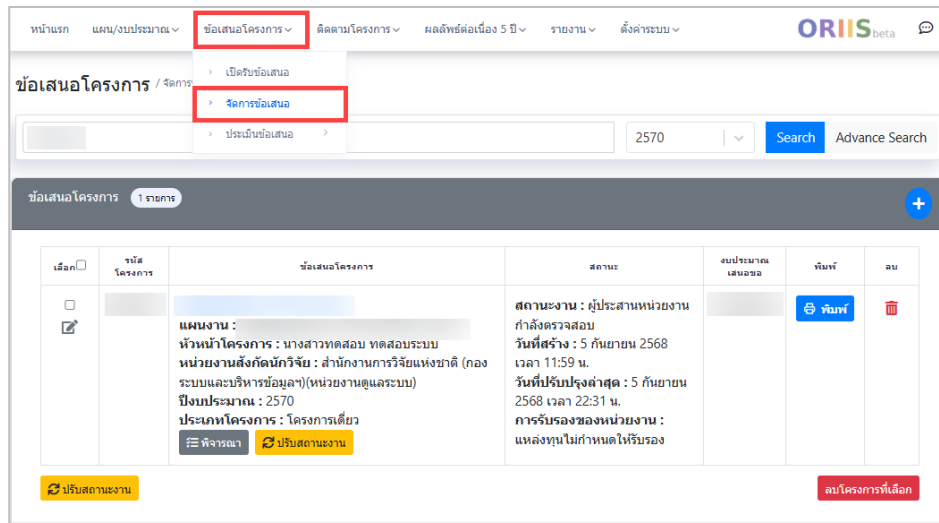 หน้าแรก แผน/งบประมาณ ข้อเสนอโครงการ ติดตามโครงการ ผลลัพธ์ต่อเนื่อง 5 ปี รายงาน ตั้งค่าระบบ ORIIS beta
เปิดรับข้อเสนอ
ข้อเสนอโครงการ / จัดการ
จัดการข้อเสนอ
ประเมินข้อเสนอ
2570 Search Advance Search
ข้อเสนอโครงการ 1 รายการ
เลือก รหัสโครงการ ข้อเสนอโครงการ สถานะ งบประมาณเสนอขอ พิมพ์ ลบ
แผนงาน :
หัวหน้าโครงการ : นางสาวทดสอบ ทดสอบระบบ
หน่วยงานสังกัดนักวิจัย : สำนักงานการวิจัยแห่งชาติ (กอง
ระบบและบริหารข้อมูลฯ)(หน่วยงานดูแลระบบ)
ปีงบประมาณ : 2570
ประเภทโครงการ : โครงการเดี่ยว
พิจารณา ปรับสถานะงาน
สถานะงาน : ผู้ประสานหน่วยงาน
กำลังตรวจสอบ
วันที่สร้าง : 5 กันยายน 2568
เวลา 11:59 น.
วันที่ปรับปรุงล่าสุด : 5 กันยายน
2568 เวลา 22:31 น.
การรับรองของหน่วยงาน :
แหล่งทุนไม่กำหนดให้รับรอง
พิมพ์
ปรับสถานะงาน ลบโครงการที่เลือก